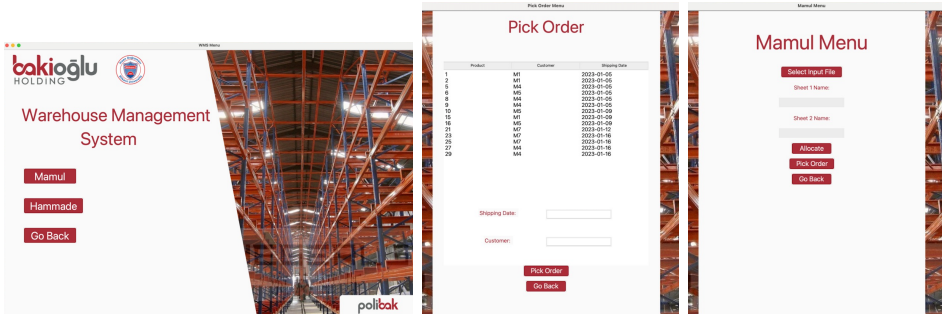 WMS Menu
bakioğlu
HOLDING
Warehouse Management
System
Mamul
Hammade
Go Back
polibak
Pick Order Menu
Pick Order
Product Customer Shipping Date
1 M1 2023-01-05
2 M1 2023-01-05
5 M4 2023-01-05
6 M5 2023-01-05
8 M4 2023-01-05
9 M4 2023-01-05
10 M5 2023-01-09
15 M1 2023-01-09
16 M5 2023-01-09
21 M7 2023-01-12
23 M7 2023-01-16
25 M7 2023-01-16
27 M4 2023-01-16
29 M4 2023-01-16
Shipping Date:
Customer:
Pick Order
Go Back
Mamul Menu
Mamul Menu
Select Input File
Sheet 1 Name:
Sheet 2 Name:
Allocate
Pick Order
Go Back